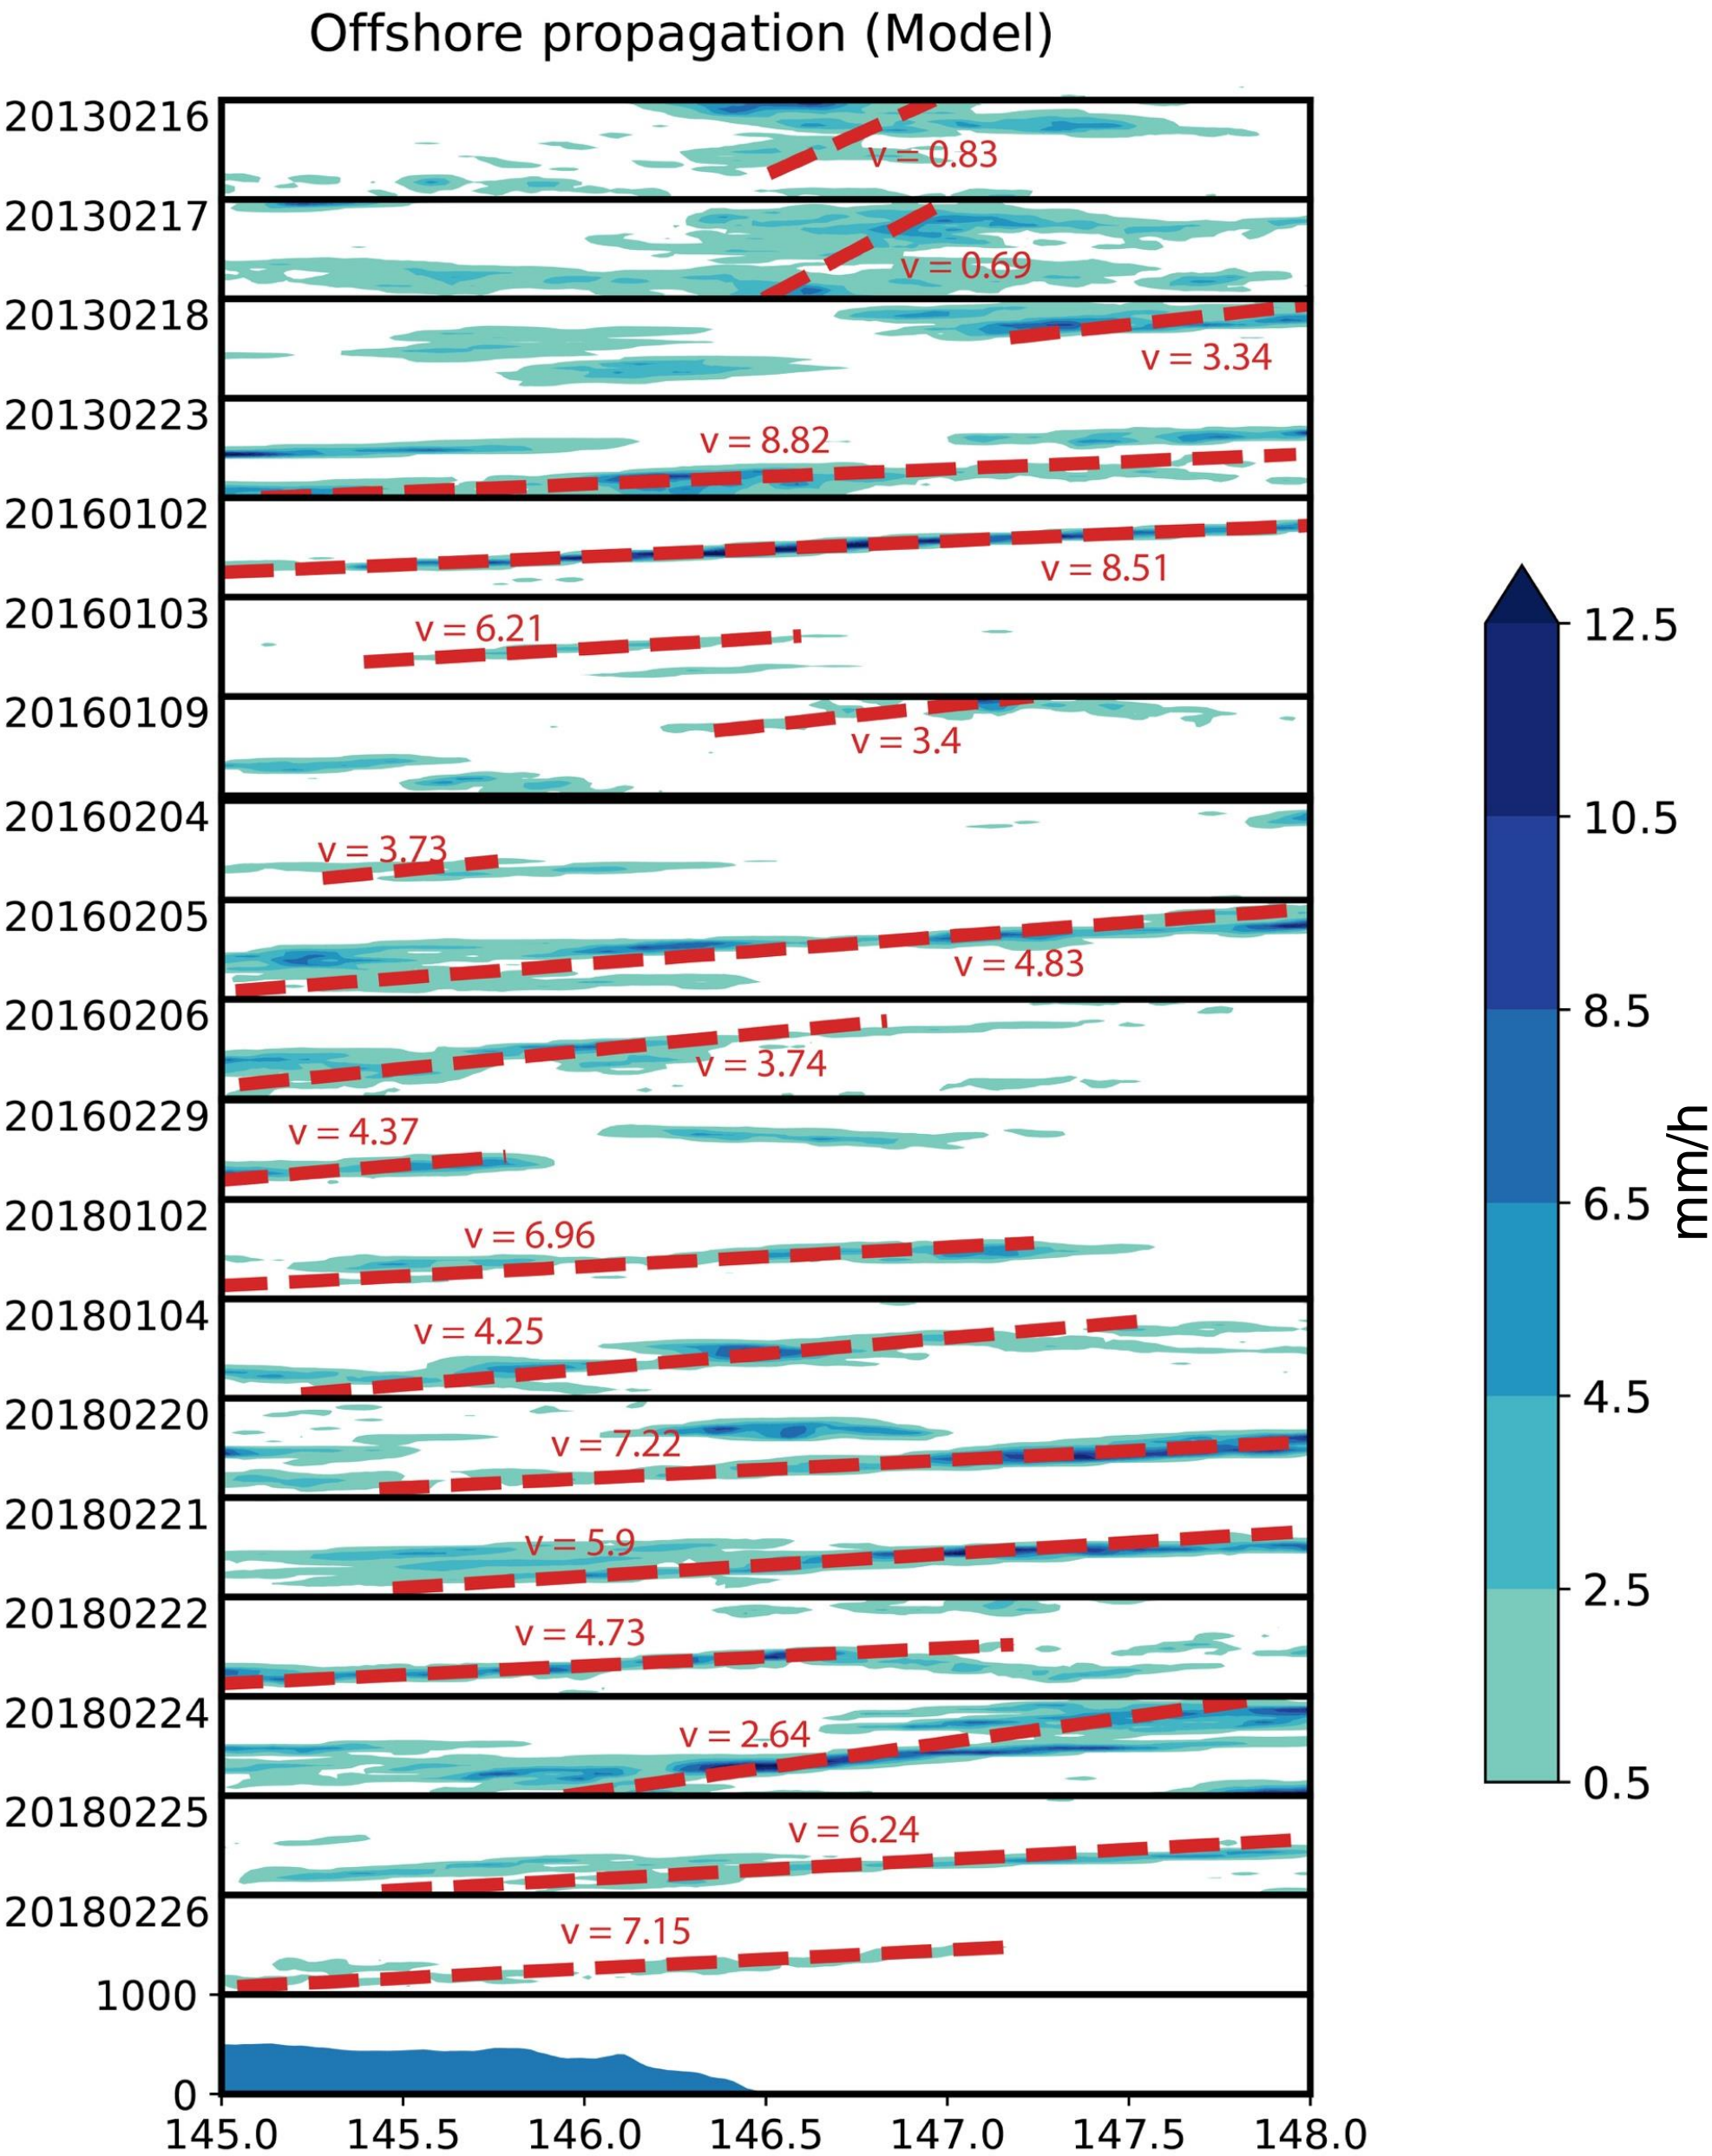 Offshore propagation (Model)
20130216
v = 0.83
20130217
v = 0.69
20130218
v = 3.34
20130223
v = 8.82
20160102
v = 8.51
20160103
v = 6.21
20160109
v = 3.4
20160204
v = 3.73
20160205
v = 4.83
20160206
v = 3.74
20160229
v = 4.37
20180102
v = 6.96
20180104
v = 4.25
20180220
v = 7.22
20180221
v = 5.9
20180222
v = 4.73
20180224
v = 2.64
20180225
v = 6.24
20180226
v = 7.15
1000
0
145.0 145.5 146.0 146.5 147.0 147.5 148.0
12.5
10.5
8.5
6.5
4.5
2.5
0.5
mm/h